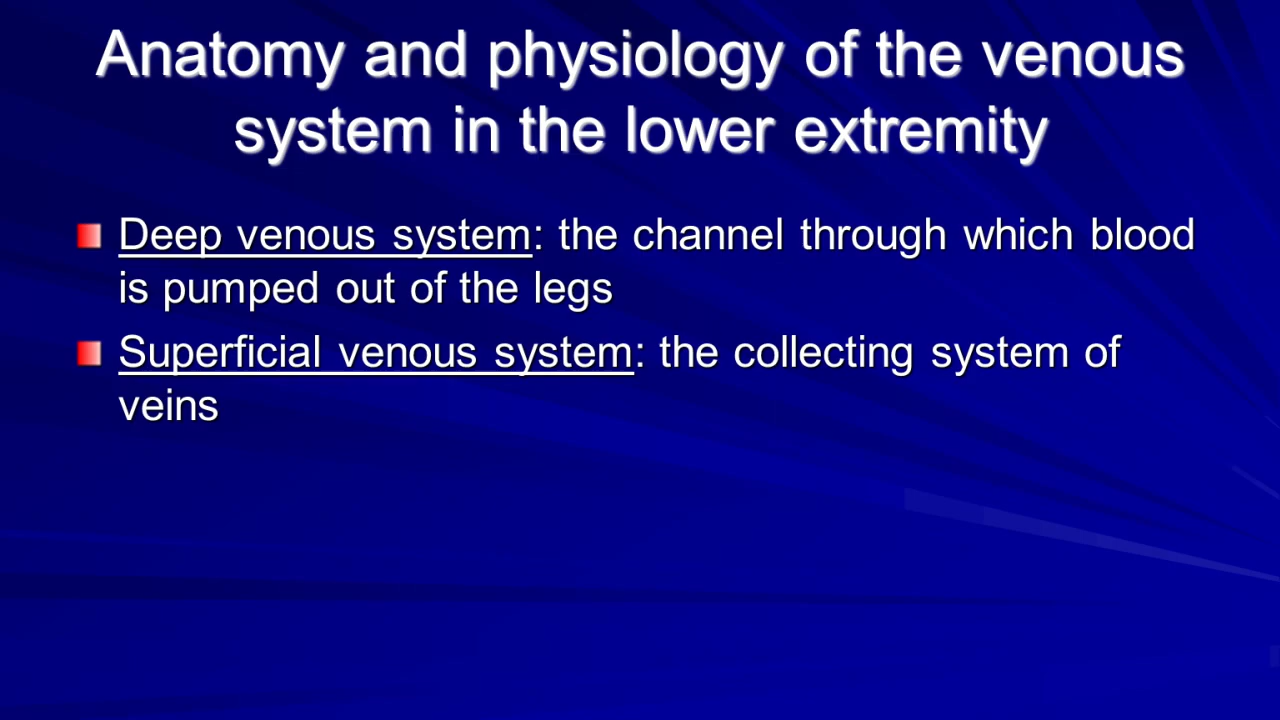 Anatomy and physiology of the venous
system in the lower extremity
Deep venous system: the channel through which blood
is pumped out of the legs
Superficial venous system: the collecting system of
veins